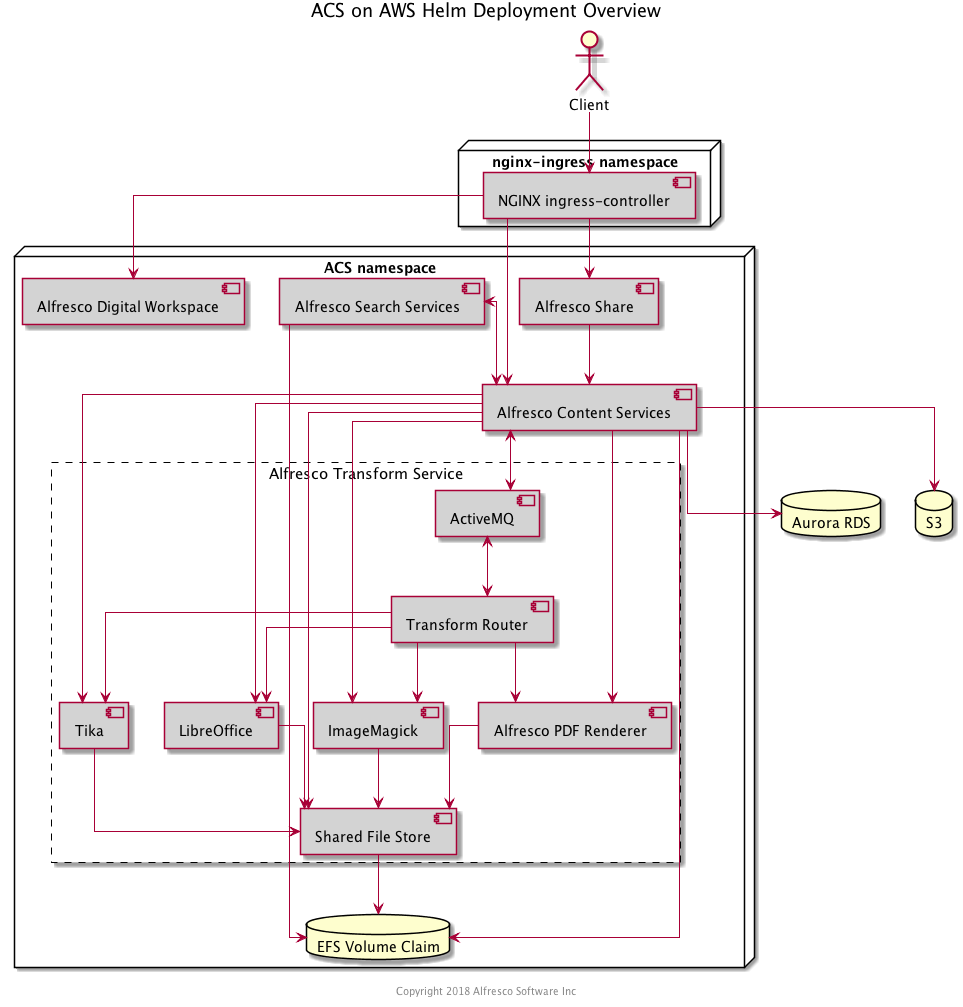 ACS on AWS Helm Deployment Overview
Client
nginx-ingress namespace
NGINX ingress-controller
ACS namespace
Alfresco Digital Workspace
Alfresco Search Services
Alfresco Share
Alfresco Content Services
Alfresco Transform Service
ActiveMQ
Aurora RDS
S3
Transform Router
Tika
LibreOffice
ImageMagick
Alfresco PDF Renderer
Shared File Store
EFS Volume Claim
Copyright 2018 Alfresco Software Inc